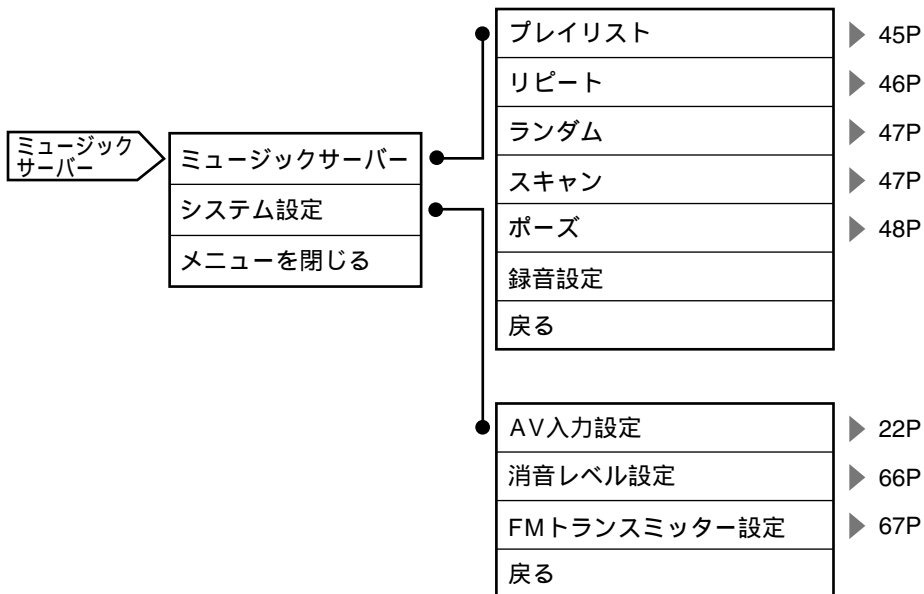 ミュージック
サーバー
ミュージックサーバー
システム設定
メニューを閉じる
プレイリスト 45P
リピート 46P
ランダム 47P
スキャン 47P
ポーズ 48P
録音設定
戻る
AV入力設定 22P
消音レベル設定 66P
FMトランスミッター設定 67P
戻る